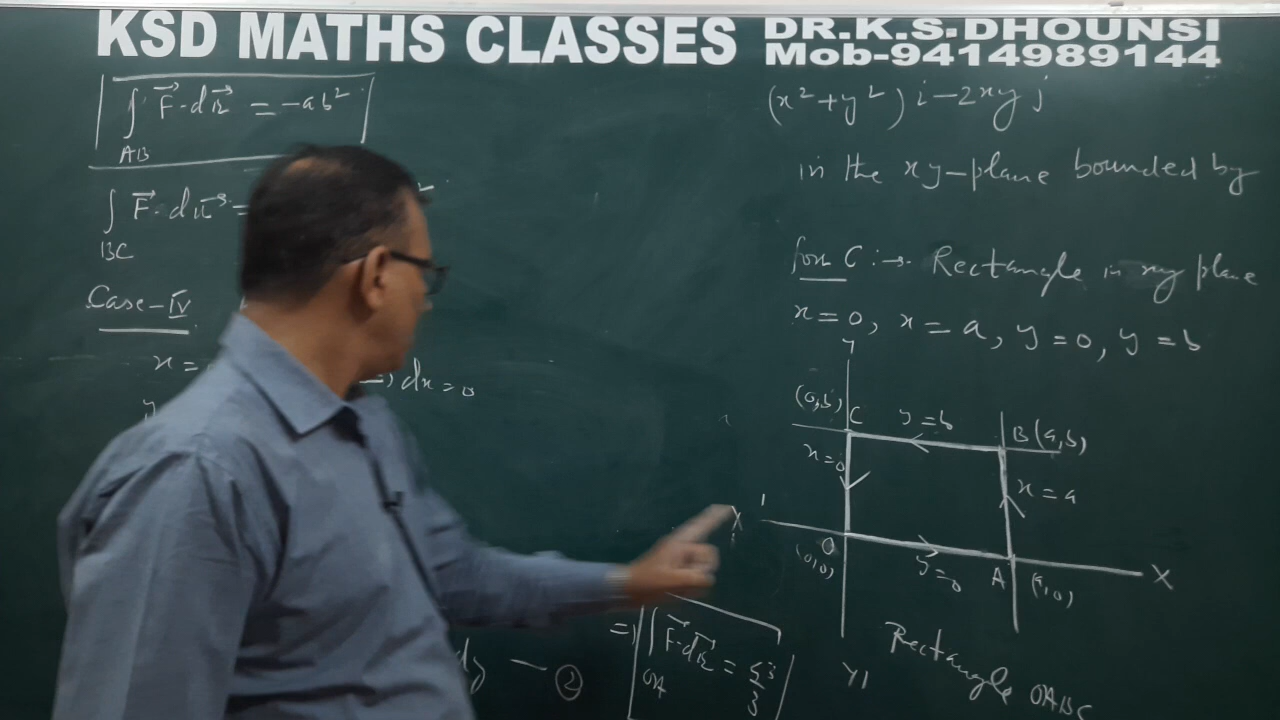 KSD MATHS CLASSES
DR.K.S.DHOUNSI
Mob-9414989144
∫ F⃗·dr⃗ = -ab²
AB
∫ F⃗·dr⃗ =
BC
Case-IV
x =
=) dx = 0
y
dy — ②
=) ∫ F⃗·dr⃗ = a³/3
OA
(x²+y²) i - 2xy j
in the xy-plane bounded by
for C :→ Rectangle in xy plane
x=0, x=a, y=0, y=b
Y
(0,b) C
y=b
B(a,b)
x=0
x=a
X'
O
(0,0)
y=0
A (a,0)
X
Y'
Rectangle OABC